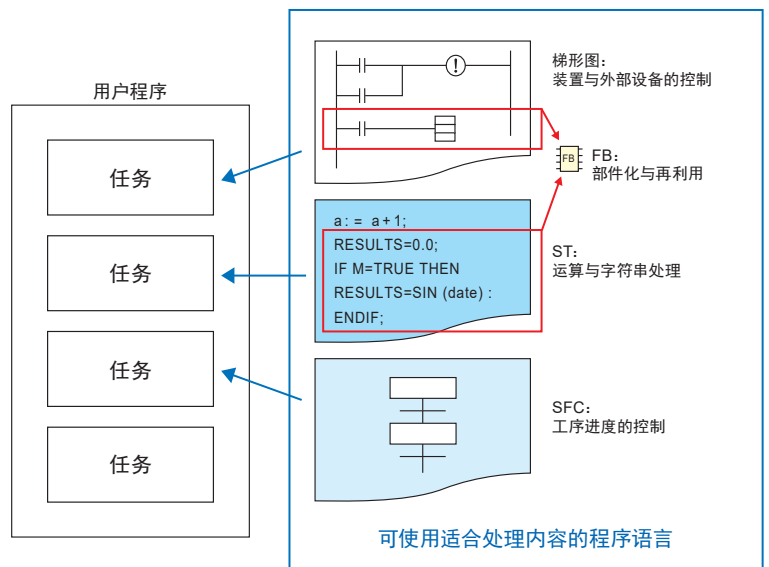 用户程序
任务
任务
任务
任务
梯形图：
装置与外部设备的控制
FB
FB：
部件化与再利用
a: = a+1;
RESULTS=0.0;
IF M=TRUE THEN
RESULTS=SIN (date) :
ENDIF;
ST：
运算与字符串处理
SFC：
工序进度的控制
可使用适合处理内容的程序语言